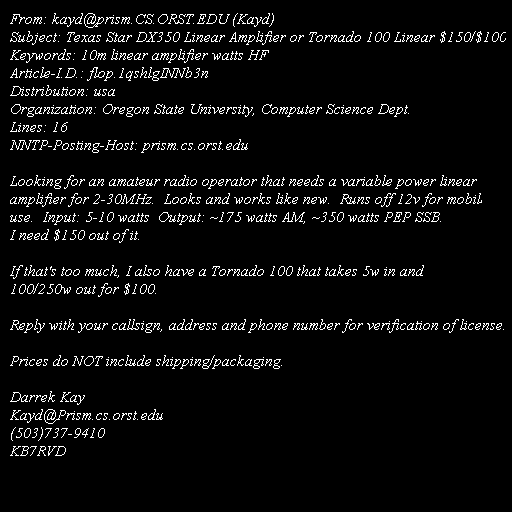 From: kayd@prism.CS.ORST.EDU (Kayd)
Subject: Texas Star DX350 Linear Amplifier or Tornado 100 Linear $150/$100
Keywords: 10m linear amplifier watts HF
Article-I.D.: flop.1qshlgINNb3n
Distribution: usa
Organization: Oregon State University, Computer Science Dept.
Lines: 16
NNTP-Posting-Host: prism.cs.orst.edu

Looking for an amateur radio operator that needs a variable power linear
amplifier for 2-30MHz.  Looks and works like new.  Runs off 12v for mobil
use.  Input: 5-10 watts  Output: ~175 watts AM, ~350 watts PEP SSB.
I need $150 out of it.

If that's too much, I also have a Tornado 100 that takes 5w in and
100/250w out for $100.

Reply with your callsign, address and phone number for verification of license.

Prices do NOT include shipping/packaging.

Darrek Kay
Kayd@Prism.cs.orst.edu
(503)737-9410
KB7RVD